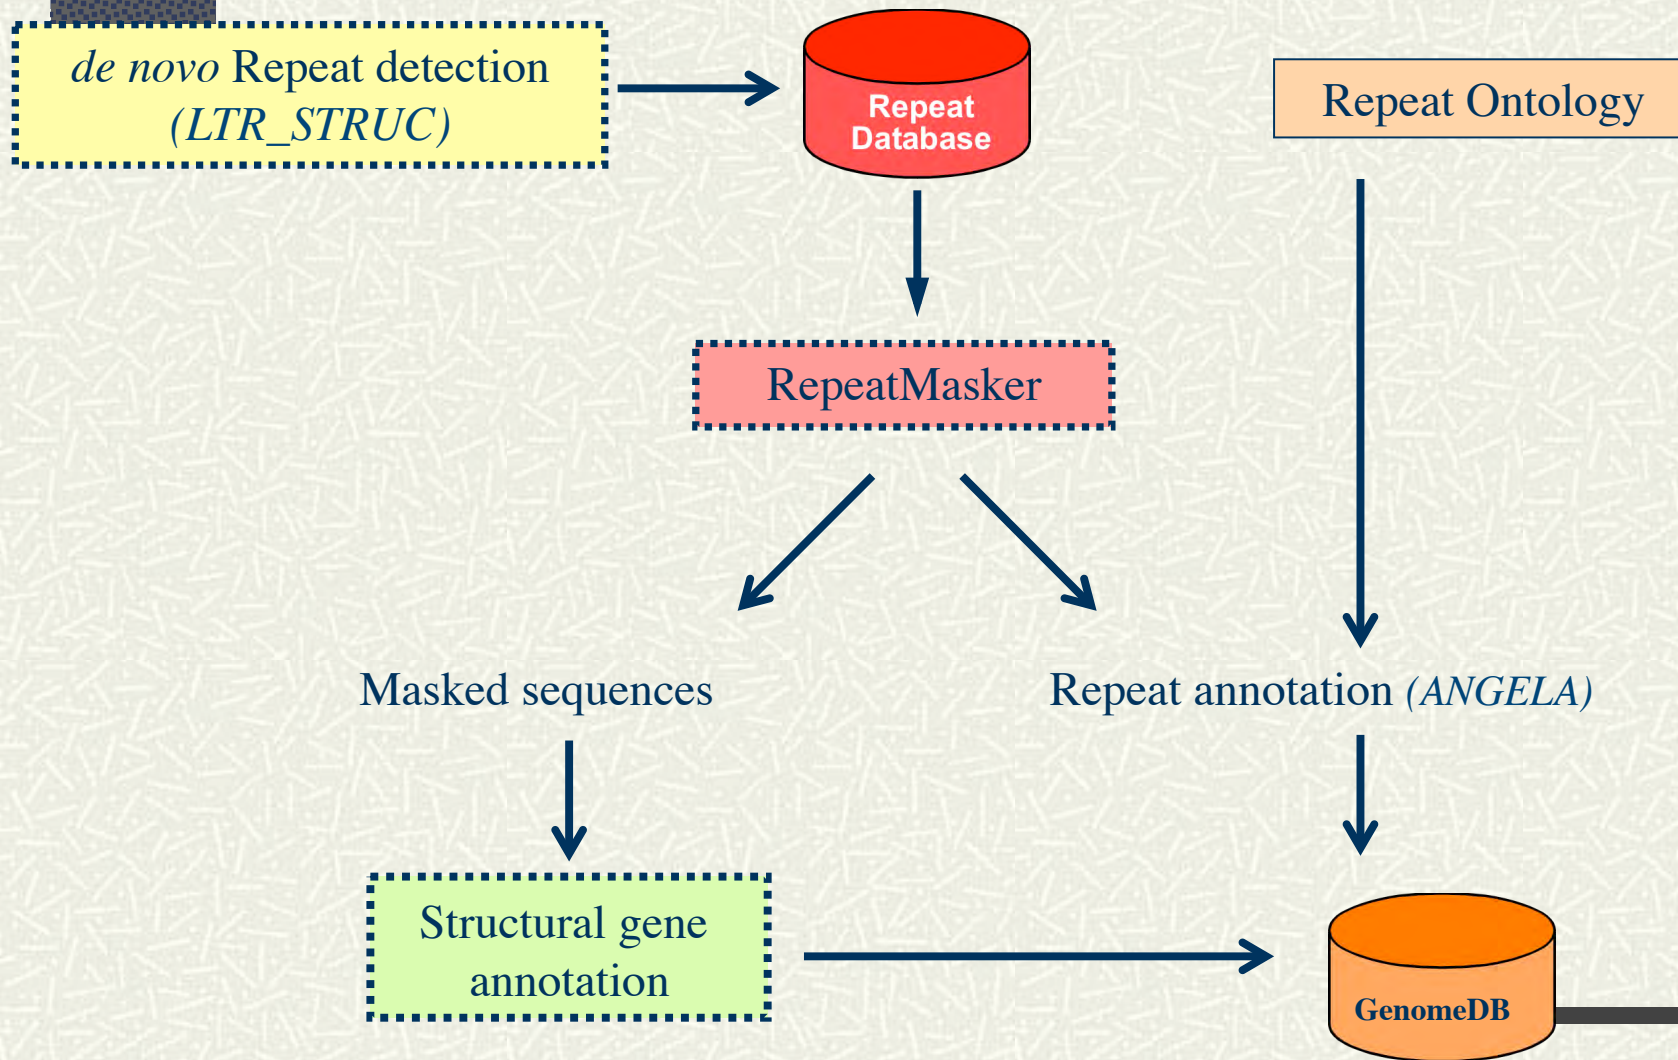 de novo Repeat detection
(LTR_STRUC)
Repeat
Database
Repeat Ontology
RepeatMasker
Masked sequences
Repeat annotation (ANGELA)
Structural gene
annotation
GenomeDB